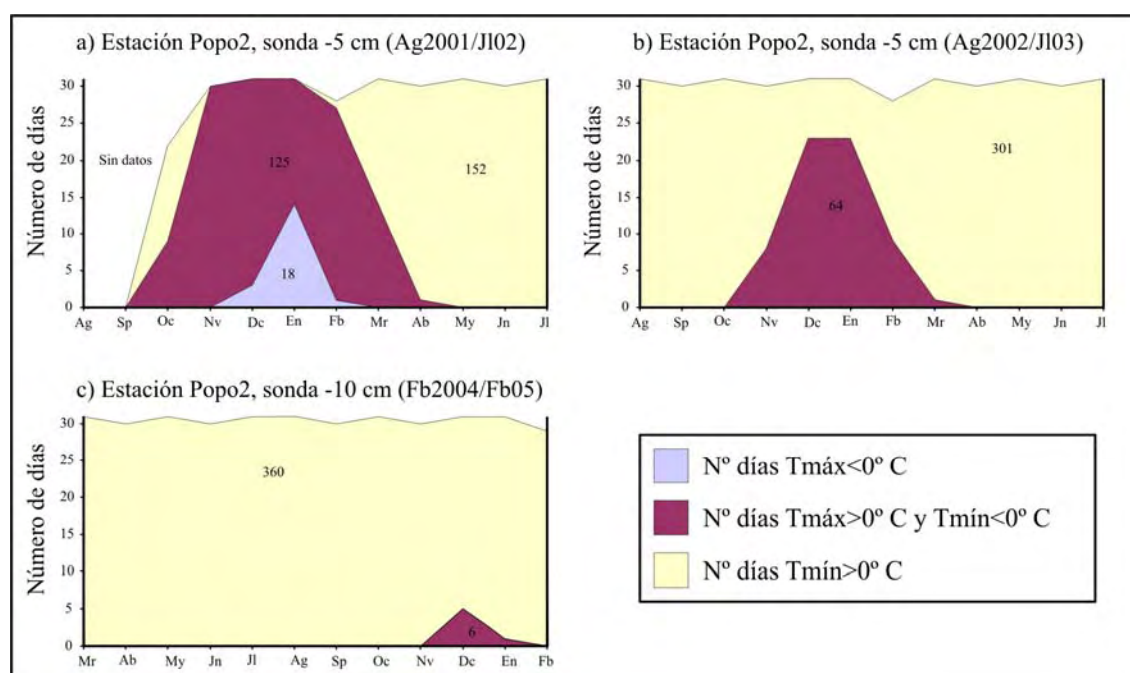 a) Estación Popo2, sonda -5 cm (Ag2001/Jl02)
Número de días
30
25
20
15
10
5
0
Sin datos
125
152
18
Ag Sp Oc Nv Dc En Fb Mr Ab My Jn Jl
b) Estación Popo2, sonda -5 cm (Ag2002/Jl03)
Número de días
30
25
20
15
10
5
0
301
64
Ag Sp Oc Nv Dc En Fb Mr Ab My Jn Jl
c) Estación Popo2, sonda -10 cm (Fb2004/Fb05)
Número de días
30
25
20
15
10
5
0
360
6
Mr Ab My Jn Jl Ag Sp Oc Nv Dc En Fb
Nº días Tmáx<0º C
Nº días Tmáx>0º C y Tmín<0º C
Nº días Tmín>0º C